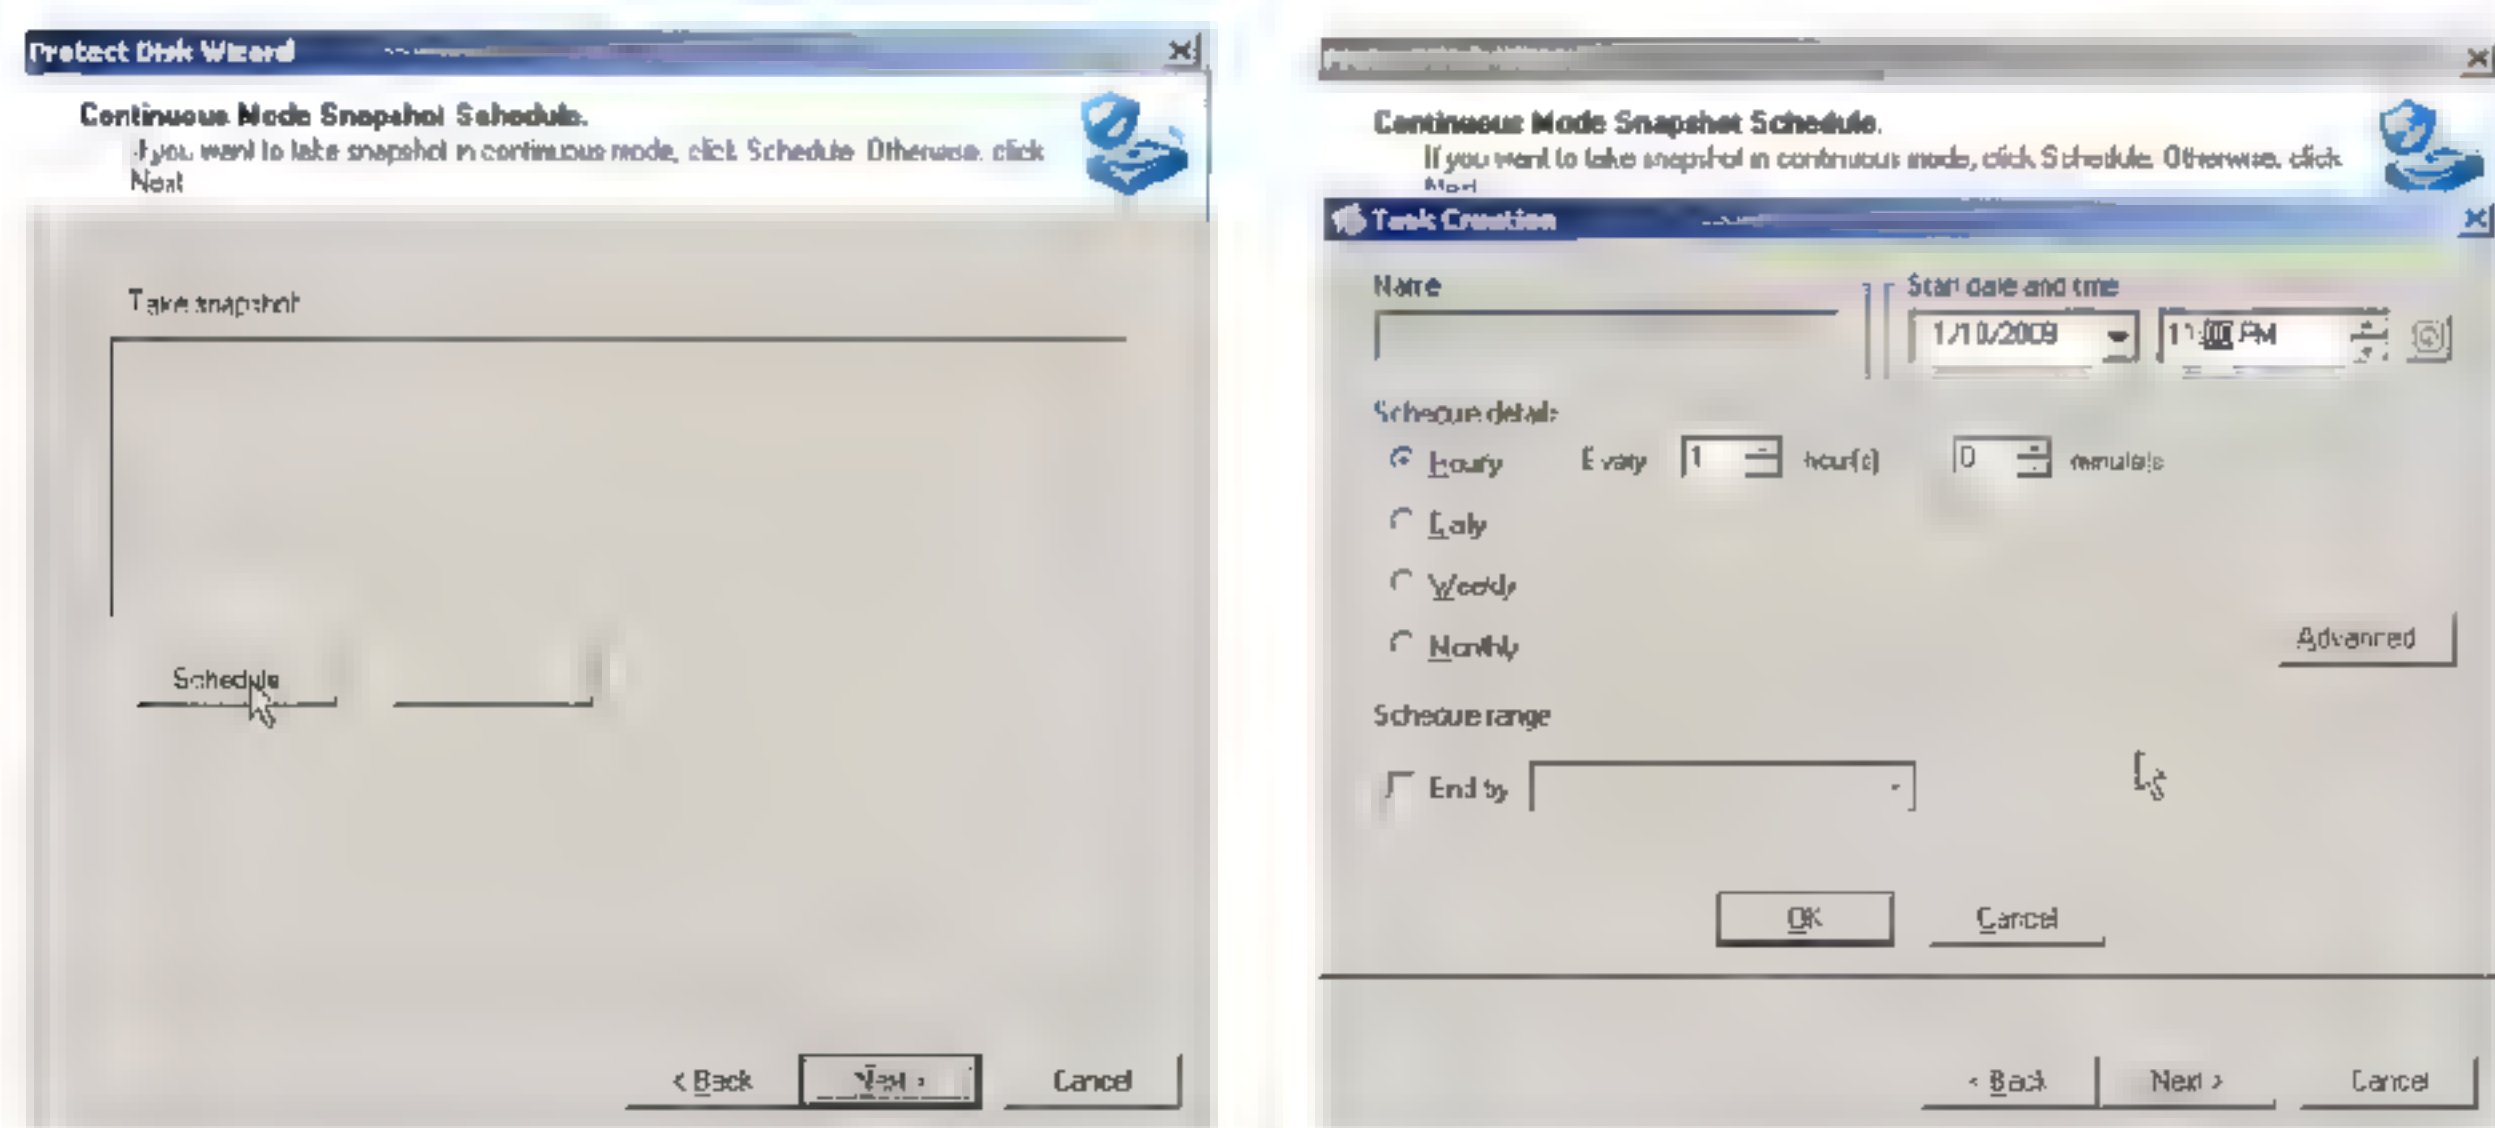 Protect Disk Wizard
Continuous Mode Snapshot Schedule.
If you want to take snapshot in continuous mode, click Schedule. Otherwise, click
Next
Take snapshot
Schedule
< Back
Next >
Cancel
Continuous Mode Snapshot Schedule.
If you want to take snapshot in continuous mode, click Schedule. Otherwise, click
Next
Task Creation
Name
Start date and time
1/10/2009
PM
Schedule details
Hourly
Every
1
hour(s)
0
minute(s)
Daily
Weekly
Monthly
Advanced
Schedule range
End by
OK
Cancel
< Back
Next >
Cancel